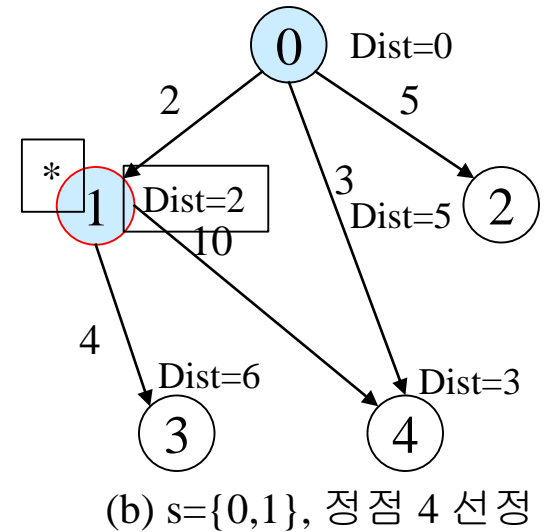 0 Dist=0
2
5
*
1 Dist=2
3
Dist=5 2
10
4
Dist=6
Dist=3
3
4
(b) s={0,1}, 정점 4 선정